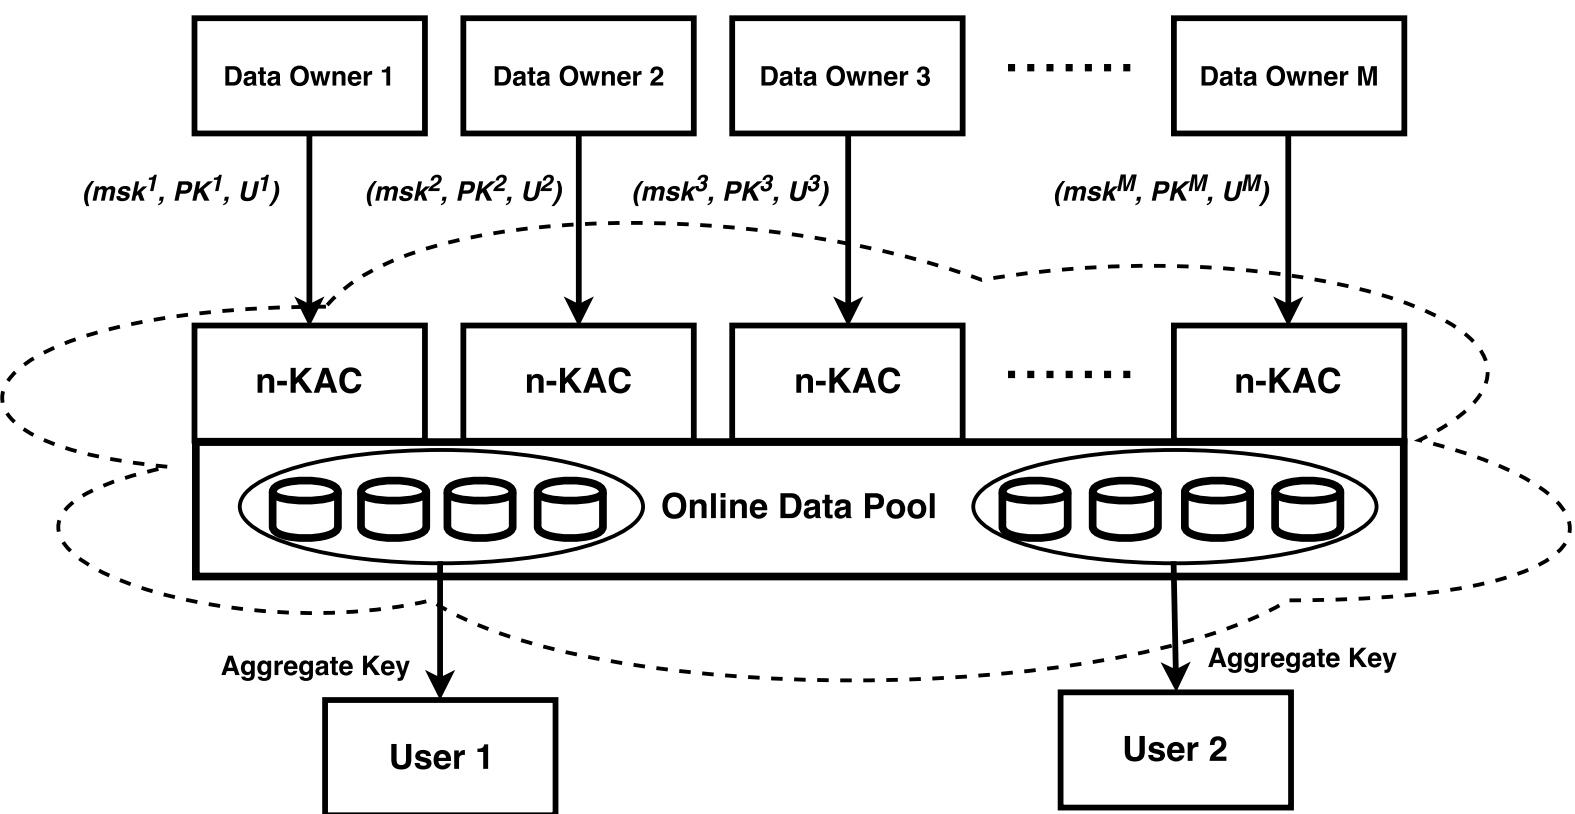 Data Owner 1
Data Owner 2
Data Owner 3
.......
Data Owner M
(msk¹, PK¹, U¹)
(msk², PK², U²)
(msk³, PK³, U³)
(mskᴹ, PKᴹ, Uᴹ)
n-KAC
n-KAC
n-KAC
.......
n-KAC
Online Data Pool
Aggregate Key
Aggregate Key
User 1
User 2